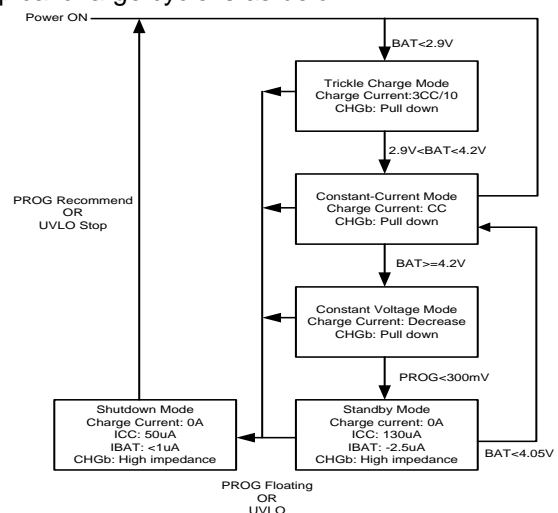 Power ON
BAT<2.9V
Trickle Charge Mode
Charge Current:3CC/10
CHGb: Pull down
2.9V<BAT<4.2V
PROG Recommend
OR
UVLO Stop
Constant-Current Mode
Charge Current: CC
CHGb: Pull down
BAT>=4.2V
Constant Voltage Mode
Charge Current: Decrease
CHGb: Pull down
PROG<300mV
Shutdown Mode
Charge Current: 0A
ICC: 50uA
IBAT: <1uA
CHGb: High impedance
Standby Mode
Charge current: 0A
ICC: 130uA
IBAT: -2.5uA
CHGb: High impedance
BAT<4.05V
PROG Floating
OR
UVLO